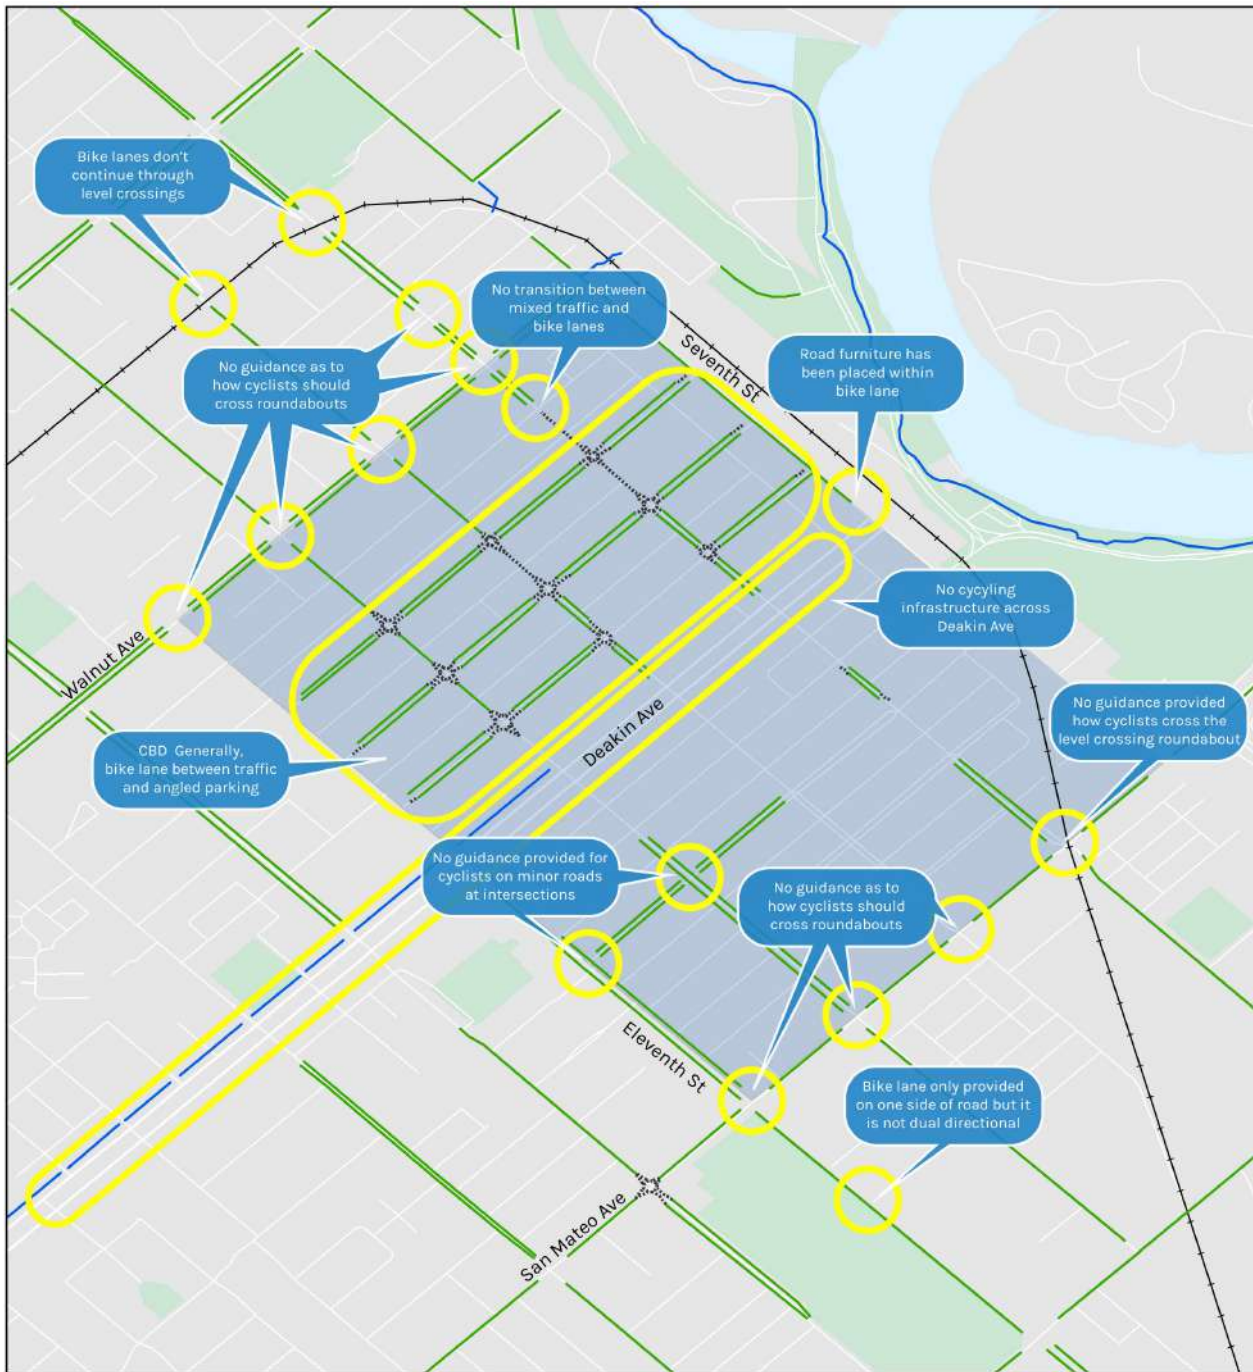 Bike lanes don't
continue through
level crossings
No transition between
mixed traffic and
bike lanes
Seventh St
Road furniture has
been placed within
bike lane
No guidance as to
how cyclists should
cross roundabouts
No cycyling
infrastructure across
Deakin Ave
Walnut Ave
No guidance provided
how cyclists cross the
level crossing roundabout
Deakin Ave
CBD Generally,
bike lane between traffic
and angled parking
No guidance provided for
cyclists on minor roads
at intersections
No guidance as to
how cyclists should
cross roundabouts
Eleventh St
Bike lane only provided
on one side of road but it
is not dual directional
San Mateo Ave